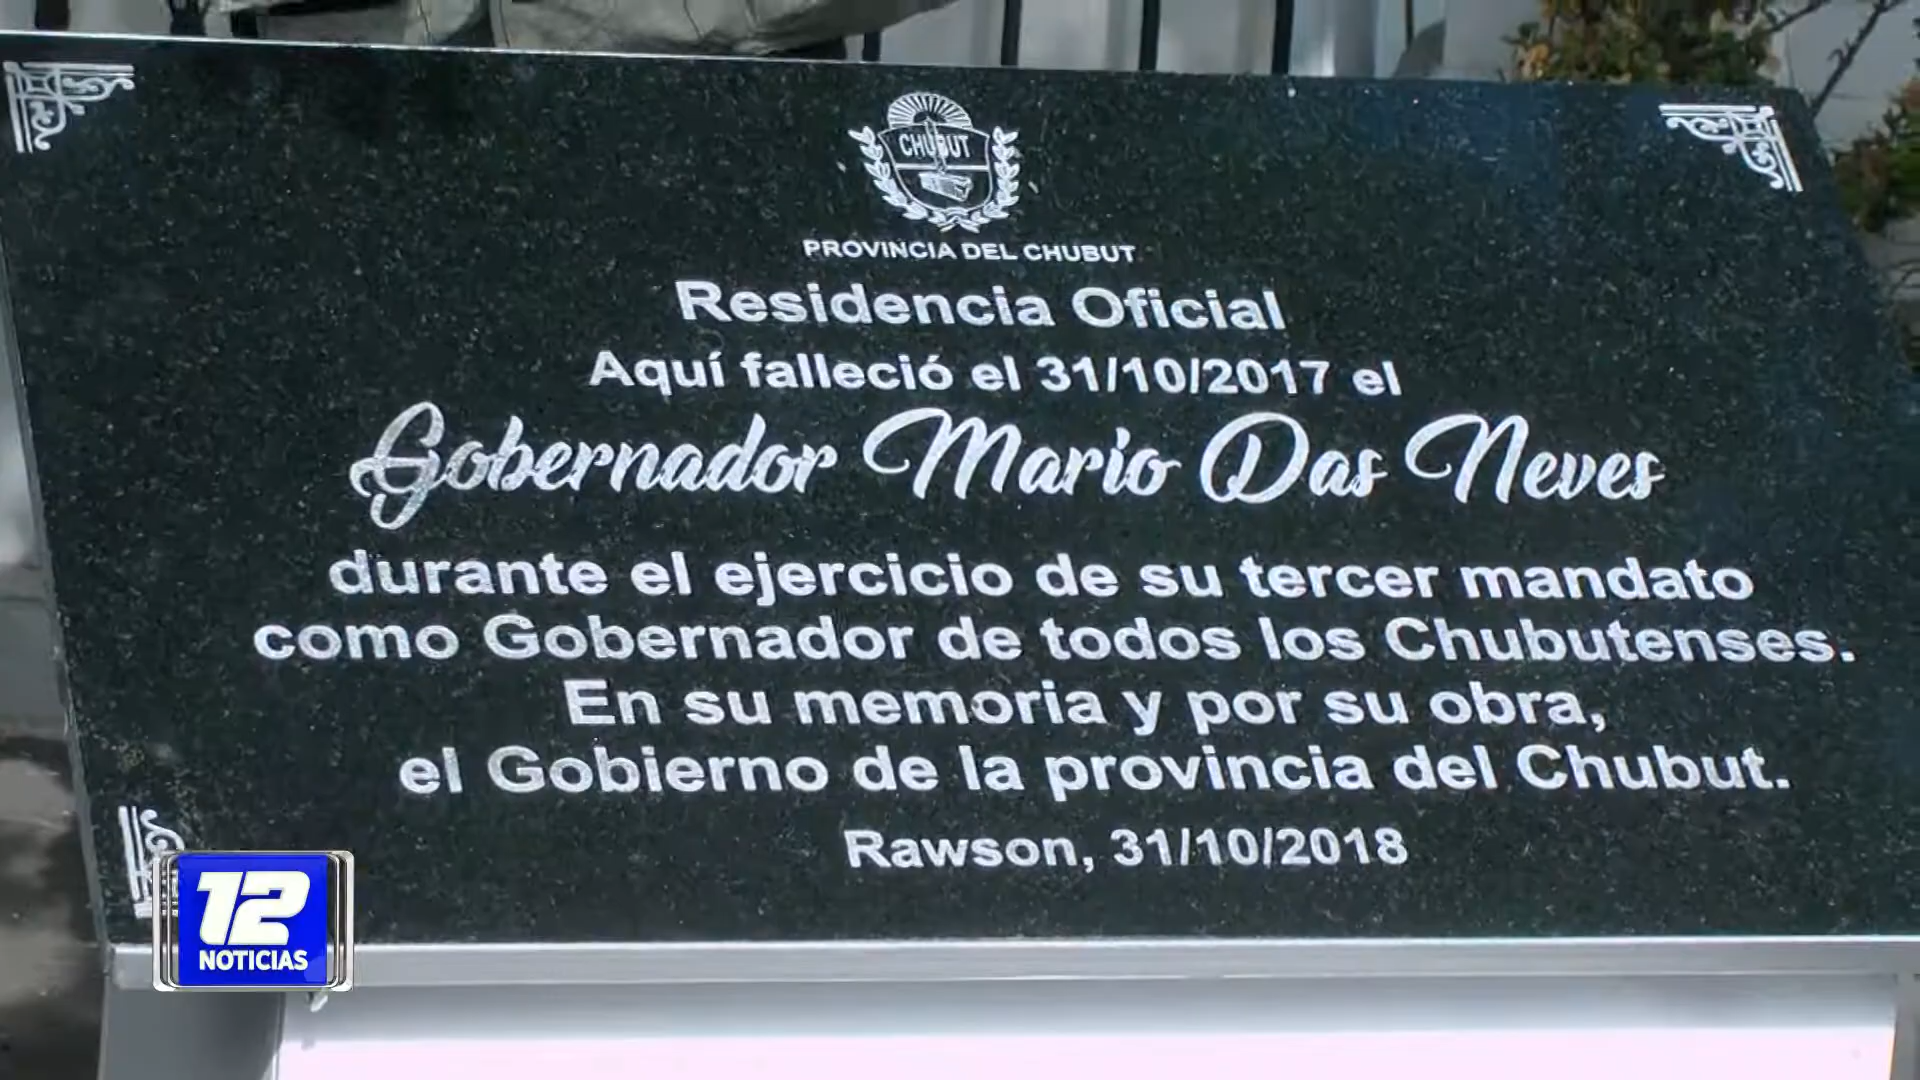 CHUBUT
PROVINCIA DEL CHUBUT
Residencia Oficial
Aquí falleció el 31/10/2017 el
Gobernador Mario Das Neves
durante el ejercicio de su tercer mandato
como Gobernador de todos los Chubutenses.
En su memoria y por su obra,
el Gobierno de la provincia del Chubut.
Rawson, 31/10/2018
12
NOTICIAS